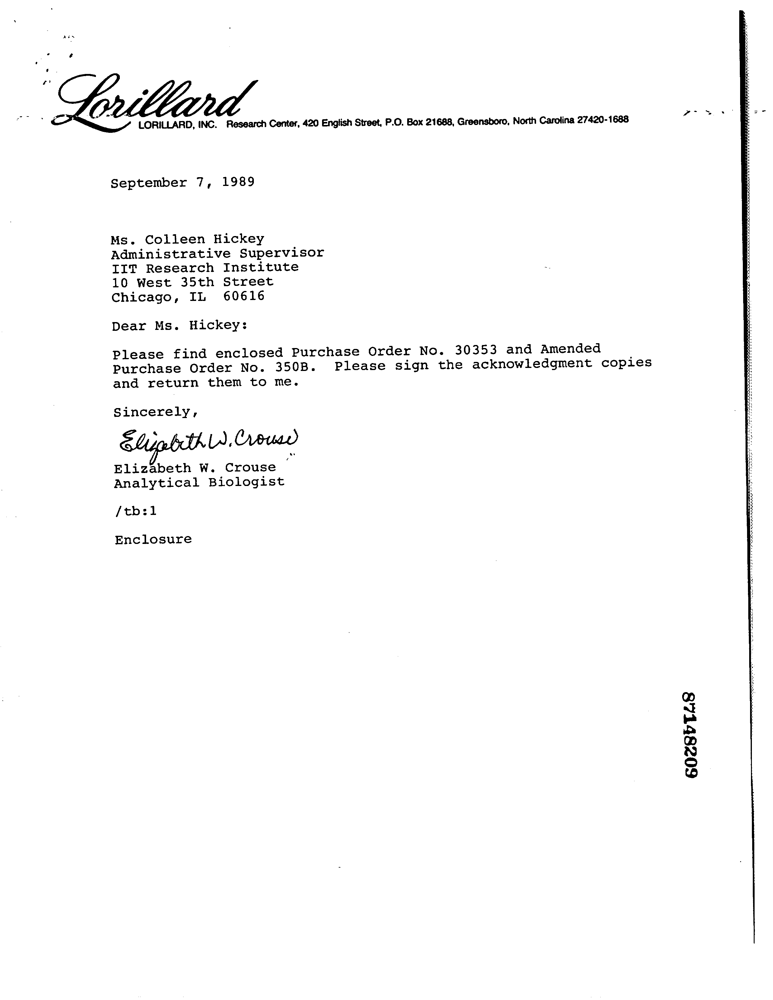 Lorillard
LORILLARD, INC. Research Center, 420 English Street, P.O. Box 21688, Greensboro, North Carolina 27420-1688
September 7, 1989
Ms. Colleen Hickey
Administrative Supervisor
IIT Research Institute
10 West 35th Street
Chicago, IL 60616
Dear Ms. Hickey:
Please find enclosed Purchase Order No. 30353 and Amended
Purchase Order No. 350B. Please sign the acknowledgment copies
and return them to me.
Sincerely,
Elizabeth W. Crouse
Elizabeth W. Crouse
Analytical Biologist
/tb:l
Enclosure
87148209